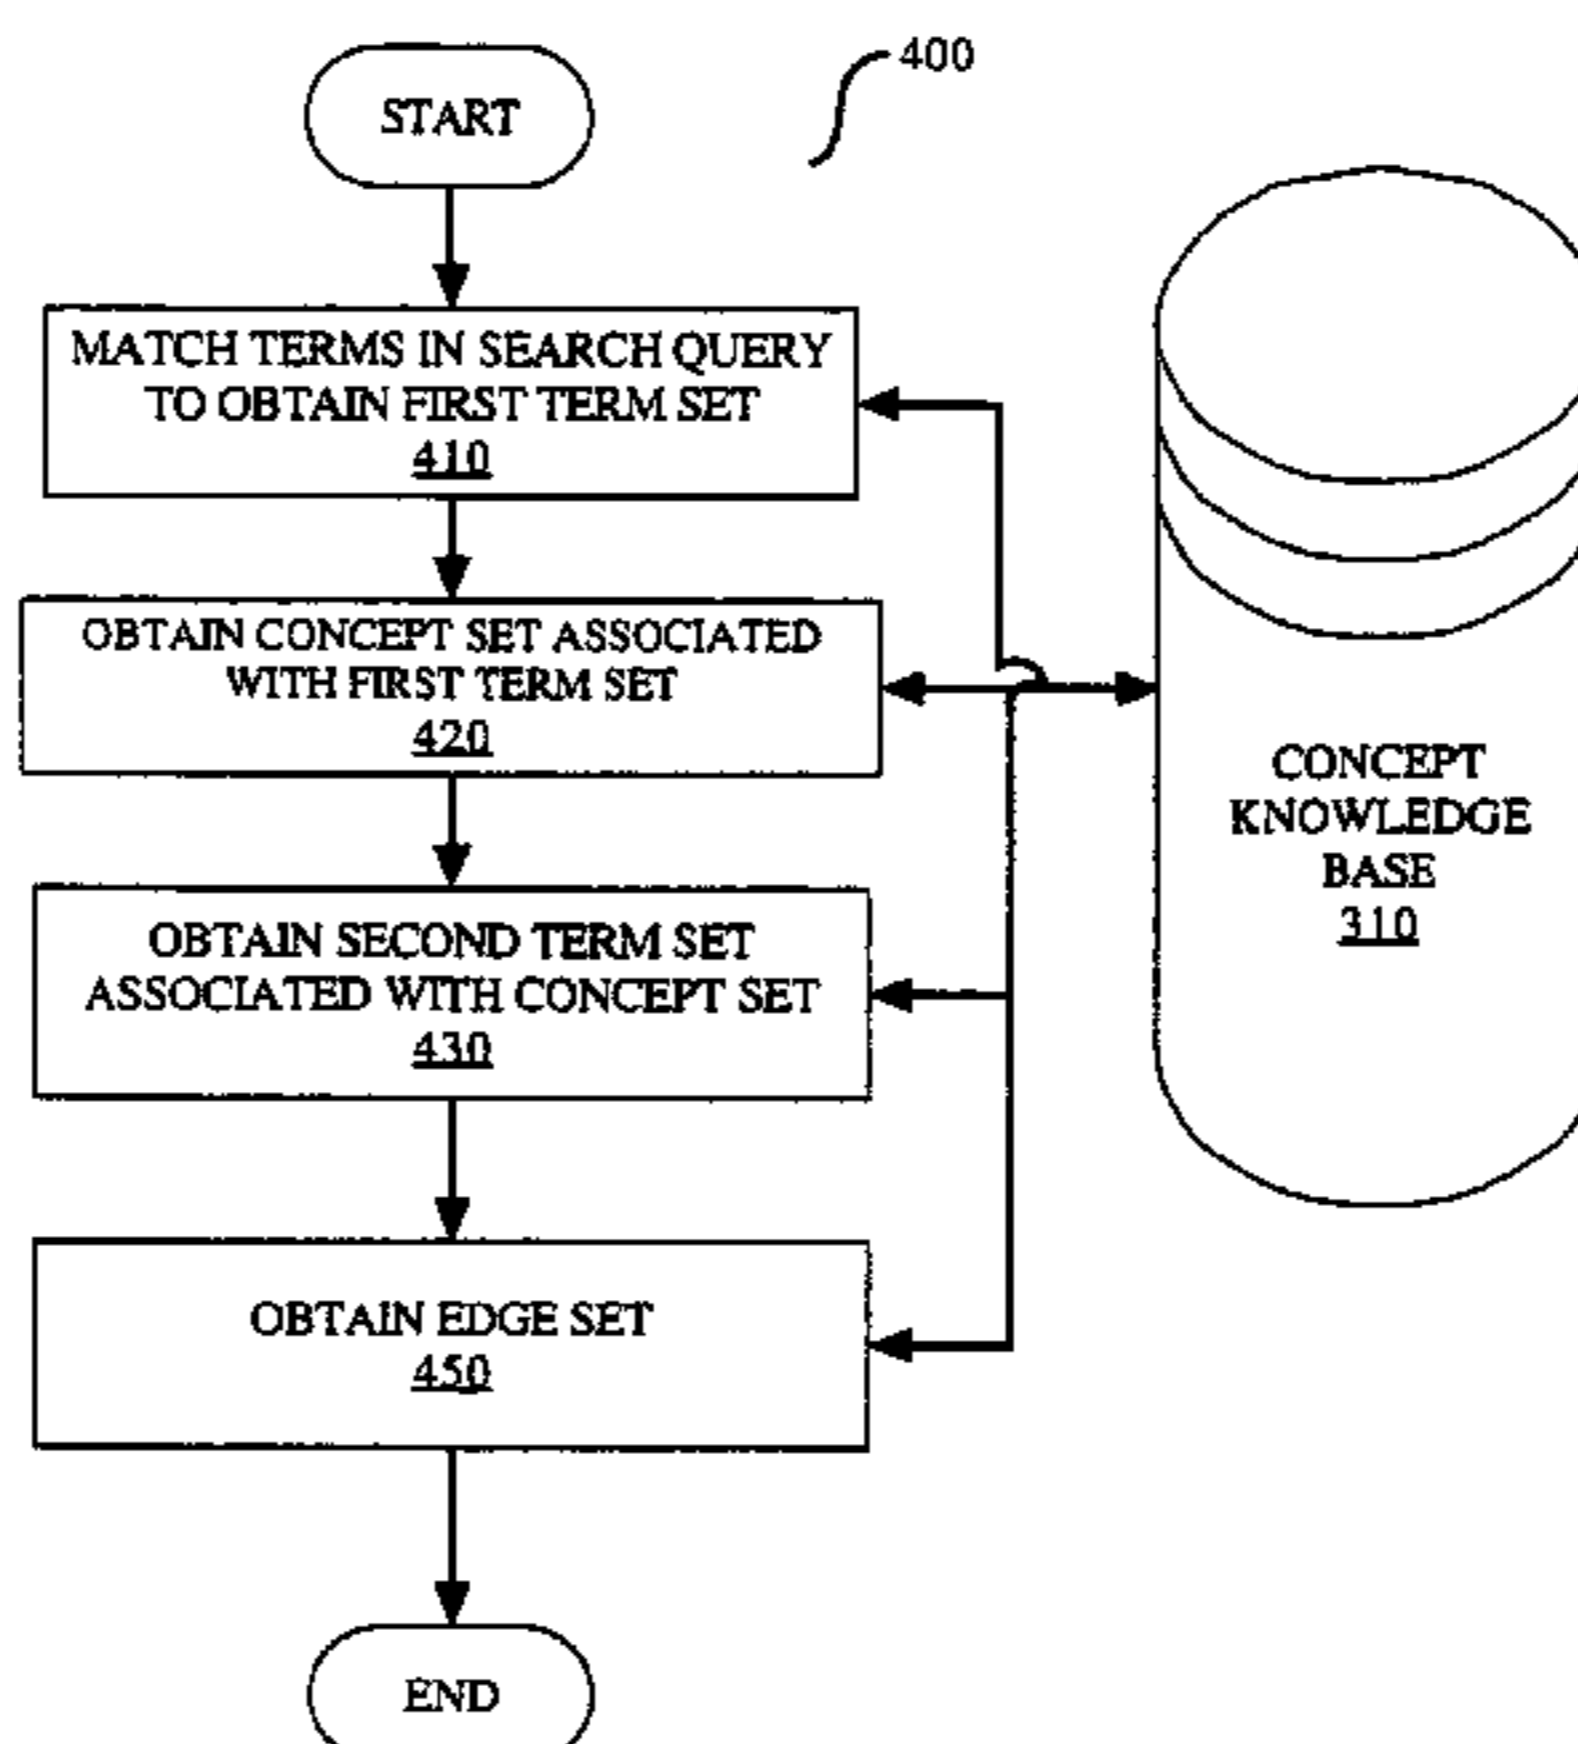 400
START
MATCH TERMS IN SEARCH QUERY
TO OBTAIN FIRST TERM SET
410
OBTAIN CONCEPT SET ASSOCIATED
WITH FIRST TERM SET
420
OBTAIN SECOND TERM SET
ASSOCIATED WITH CONCEPT SET
430
OBTAIN EDGE SET
450
END
CONCEPT
KNOWLEDGE
BASE
310